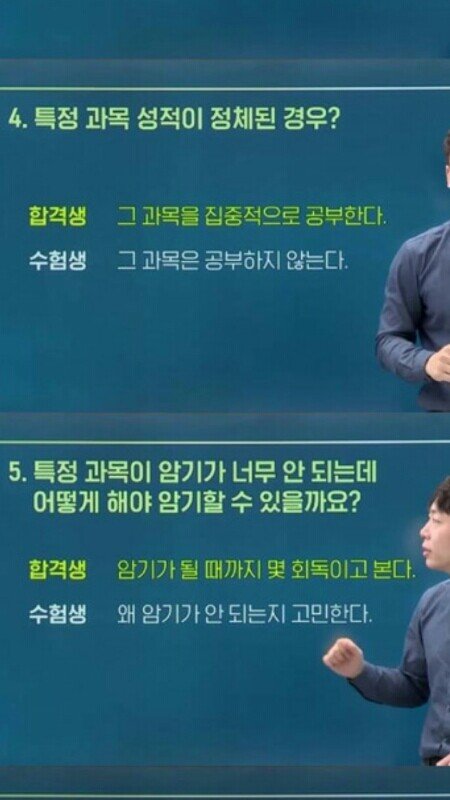 4. 특정 과목 성적이 정체된 경우?
합격생 그 과목을 집중적으로 공부한다.
수험생 그 과목은 공부하지 않는다.
5. 특정 과목이 암기가 너무 안 되는데
어떻게 해야 암기할 수 있을까요?
합격생 암기가 될 때까지 몇 회독이고 본다.
수험생 왜 암기가 안 되는지 고민한다.